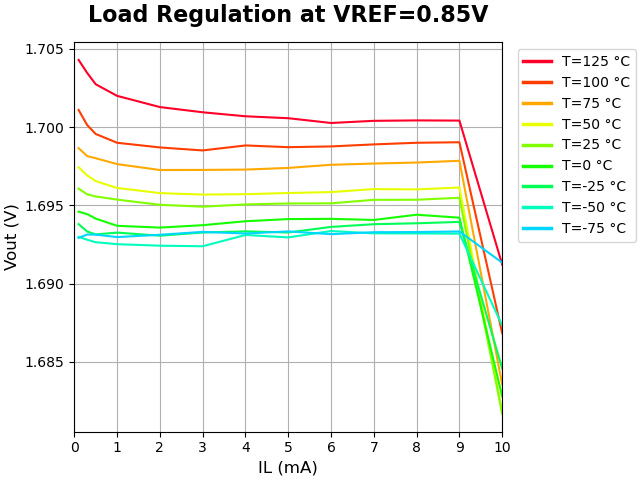 Load Regulation at VREF=0.85V
1.705
1.700
1.695
1.690
1.685
Vout (V)
0 1 2 3 4 5 6 7 8 9 10
IL (mA)
T=125 °C
T=100 °C
T=75 °C
T=50 °C
T=25 °C
T=0 °C
T=-25 °C
T=-50 °C
T=-75 °C